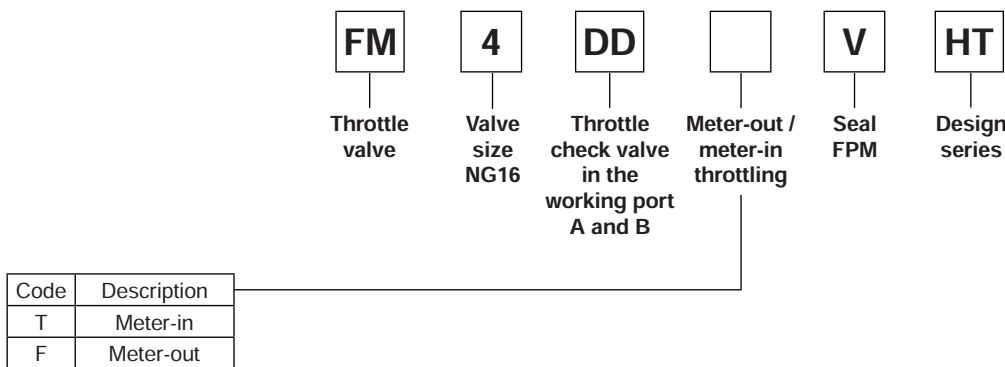 FM 4 DD V HT
Throttle valve
Valve size NG16
Throttle check valve in the working port A and B
Meter-out / meter-in throttling
Seal FPM
Design series
Code Description
T Meter-in
F Meter-out